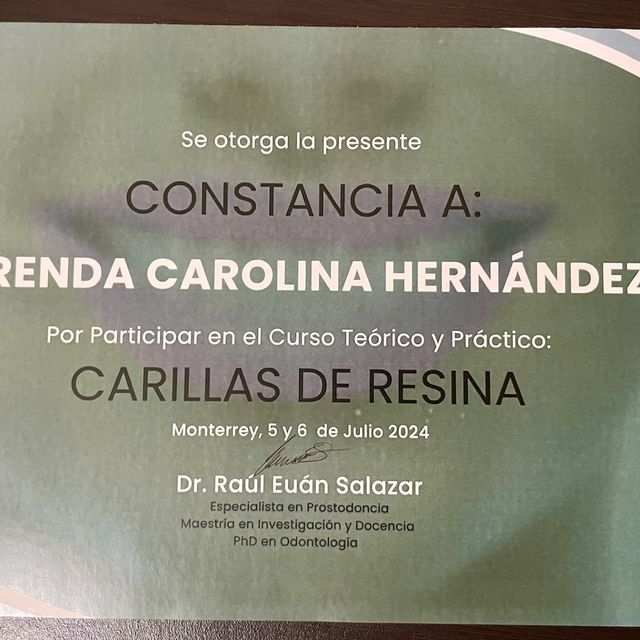 Se otorga la presente
CONSTANCIA A:
RENDA CAROLINA HERNÁNDEZ
Por Participar en el Curso Teórico y Práctico:
CARILLAS DE RESINA
Monterrey, 5 y 6 de Julio 2024
Dr. Raúl Euán Salazar
Especialista en Prostodoncia
Maestría en Investigación y Docencia
PhD en Odontología